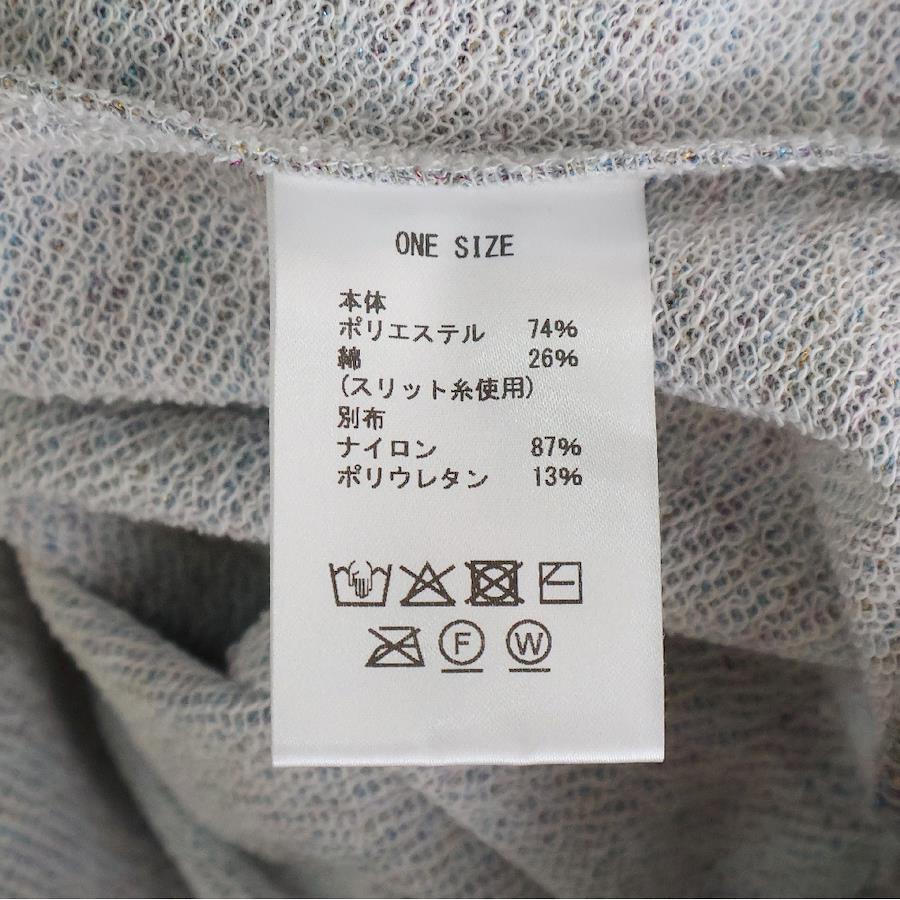 ONE SIZE
本体
ポリエステル 74%
綿 26%
(スリット糸使用)
別布
ナイロン 87%
ポリウレタン 13%
F W